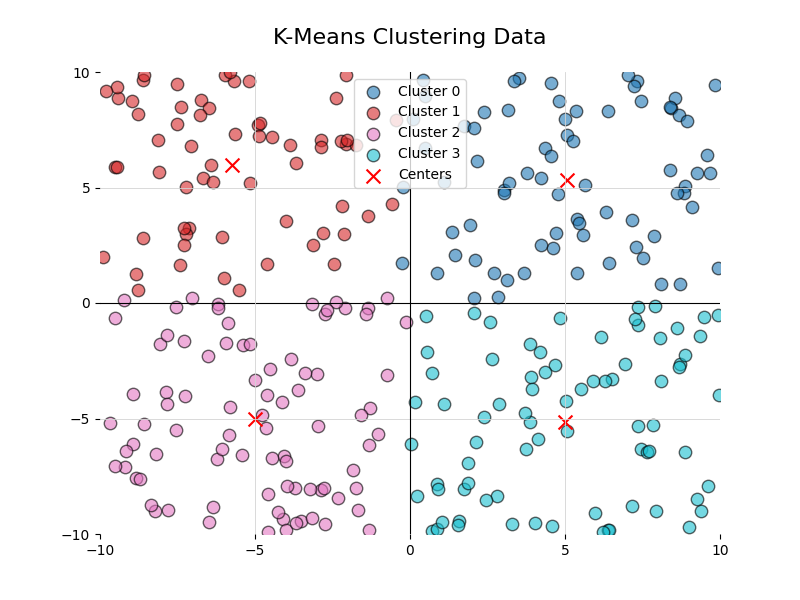 K-Means Clustering Data
10
5
0
−5
−10
−10
−5
0
5
10
Cluster 0
Cluster 1
Cluster 2
Cluster 3
Centers